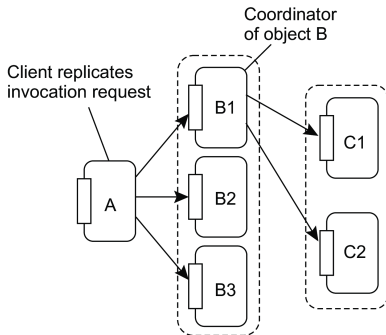 Coordinator
of object B
Client replicates
invocation request
A
B1
B2
B3
C1
C2